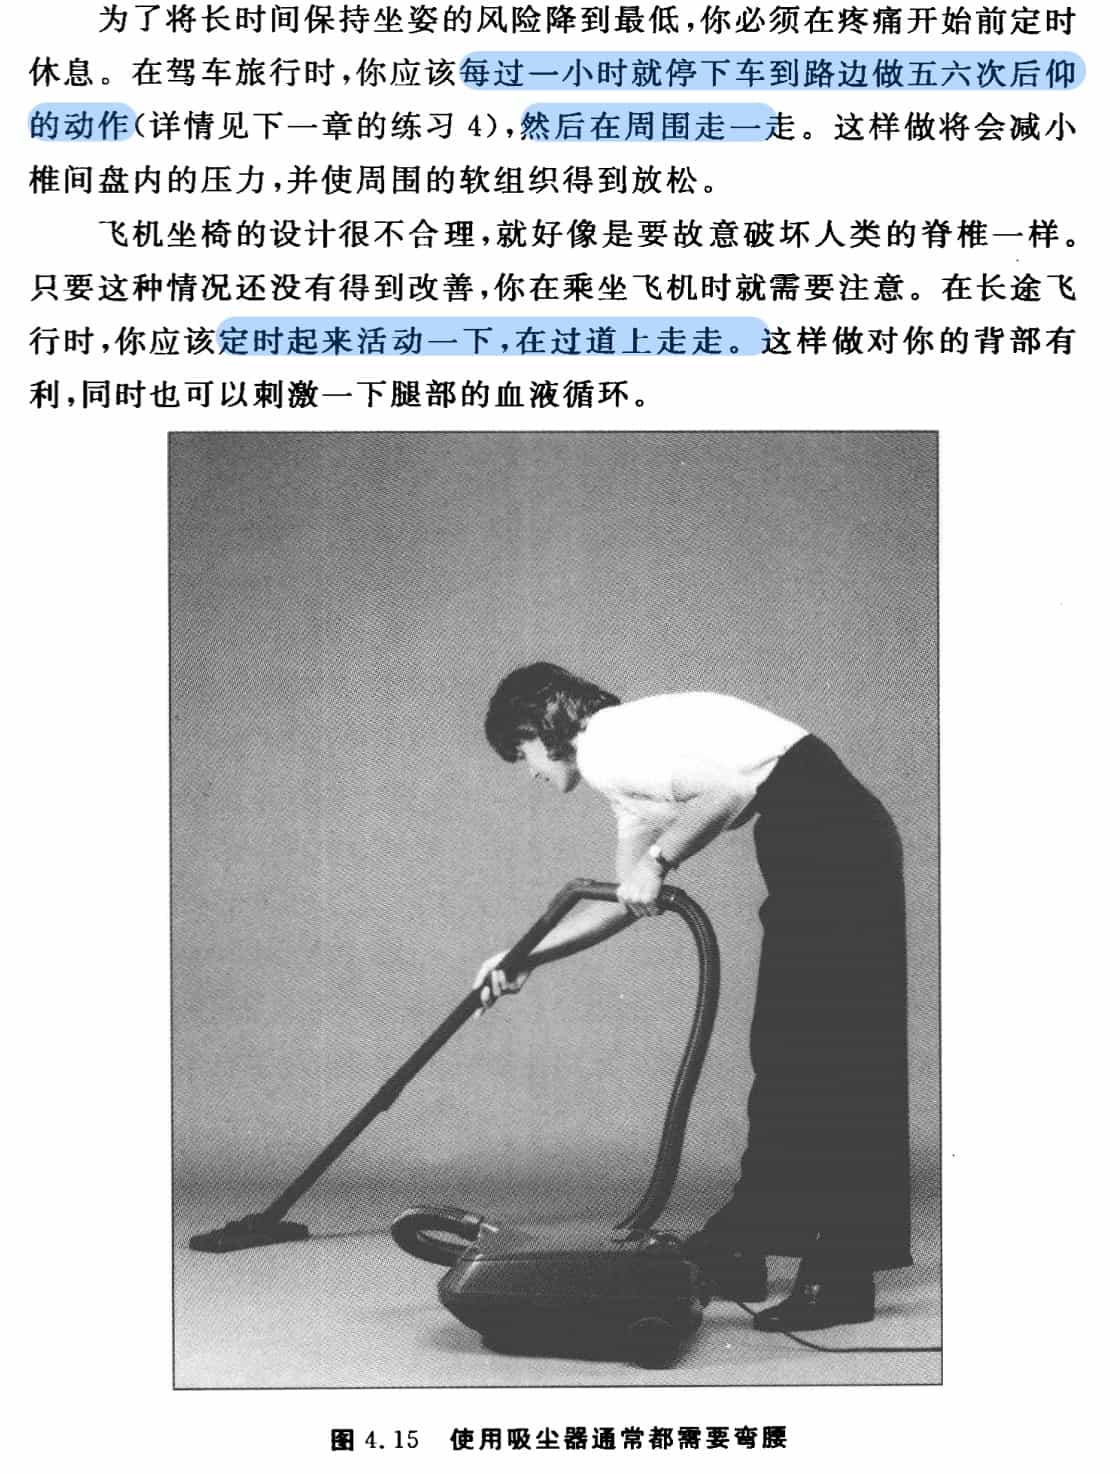 为了将长时间保持坐姿的风险降到最低,你必须在疼痛开始前定时
休息。在驾车旅行时,你应该每过一小时就停下车到路边做五六次后仰
的动作(详情见下一章的练习 4),然后在周围走一走。这样做将会减小
椎间盘内的压力,并使周围的软组织得到放松。
飞机坐椅的设计很不合理,就好像是要故意破坏人类的脊椎一样。
只要这种情况还没有得到改善,你在乘坐飞机时就需要注意。在长途飞
行时,你应该定时起来活动一下,在过道上走走。这样做对你的背部有
利,同时也可以刺激一下腿部的血液循环。
图 4.15 使用吸尘器通常都需要弯腰